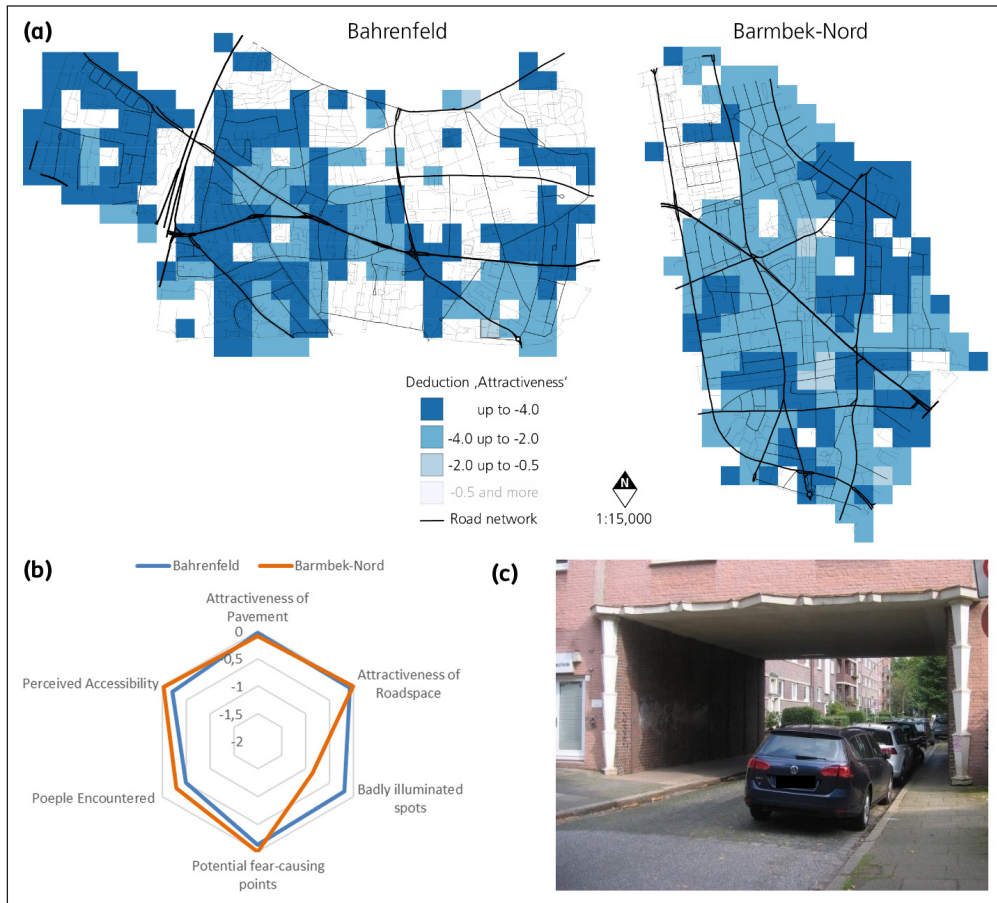 (a)
Bahrenfeld
Barmbek-Nord
Deduction ‚Attractiveness'
up to -4.0
-4.0 up to -2.0
-2.0 up to -0.5
-0.5 and more
Road network
N
1:15,000
(b)
Bahrenfeld
Barmbek-Nord
Attractiveness of
Pavement
0
-0,5
-1
-1,5
-2
Attractiveness of
Roadspace
Badly illuminated
spots
Potential fear-causing
points
Poeple Encountered
Perceived Accessibility
(c)